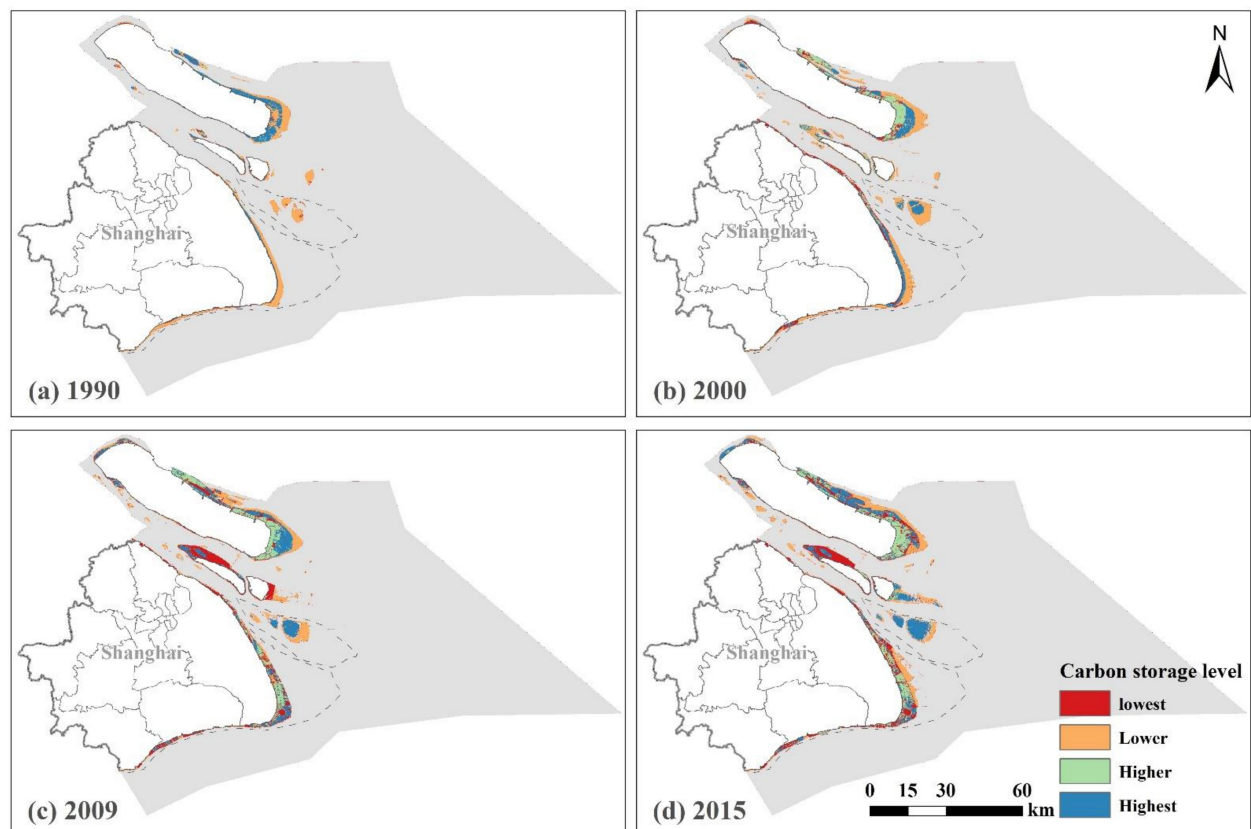 N
Shanghai
Shanghai
(a) 1990
(b) 2000
Shanghai
Shanghai
Carbon storage level
lowest
Lower
Higher
Highest
0 15 30 60
km
(c) 2009
(d) 2015